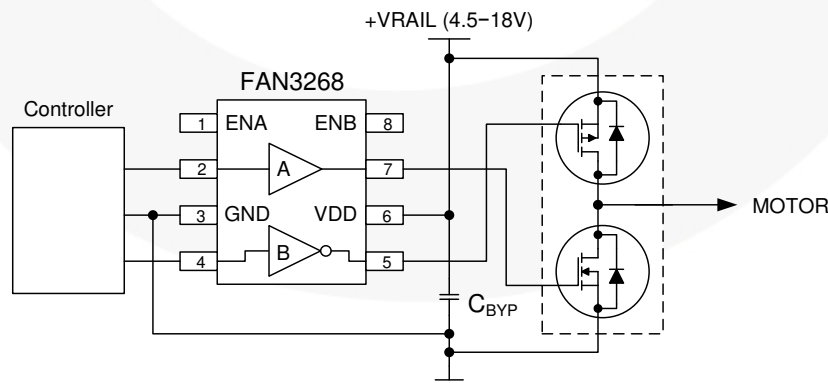 +VRAIL (4.5−18V)
FAN3268
Controller
1 ENA ENB 8
2 A 7
3 GND VDD 6
4 B 5
MOTOR
CBYP